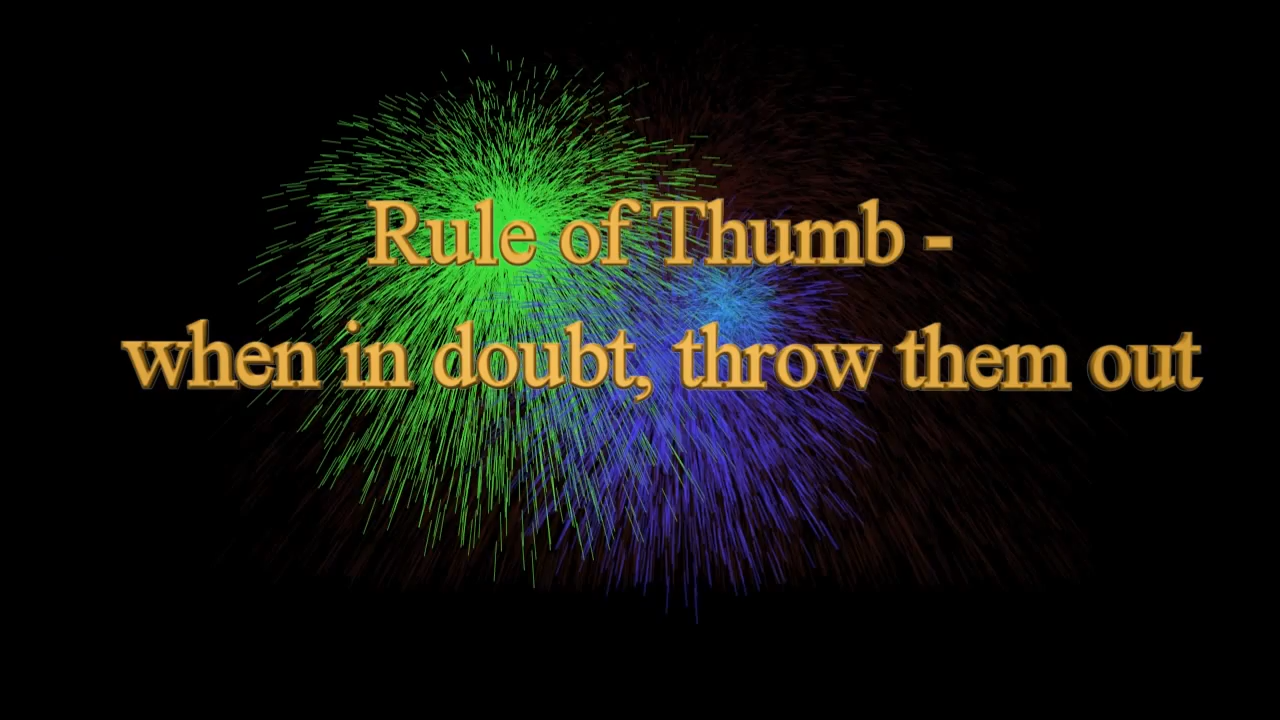 Rule of Thumb -
when in doubt, throw them out